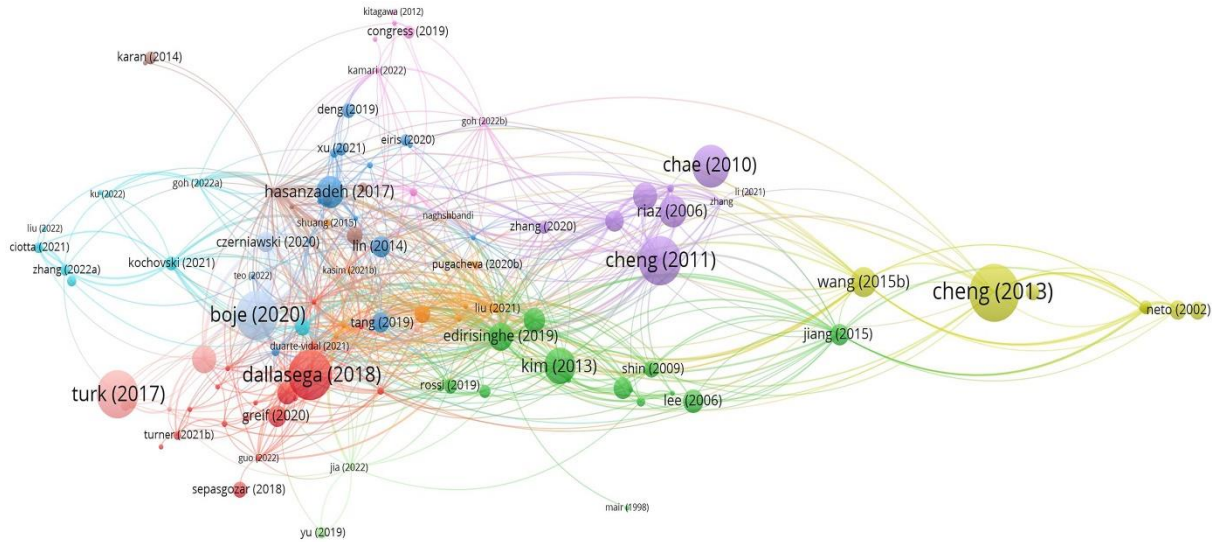 kitagawa (2012)
congress (2019)
karan (2014)
kamari (2022)
deng (2019)
goh (2022b)
eiris (2020)
xu (2021)
chae (2010)
goh (2022a)
ku (2022)
hasanzadeh (2017)
li (2021)
zhang
riaz (2006)
naghshbandi
shuang (2015)
zhang (2020)
liu (2022)
ciotta (2021)
czerniawski (2020)
lin (2014)
cheng (2011)
kochovski (2021)
zhang (2022a)
teo (2022)
kasim (2021b)
pugacheva (2020b)
wang (2015b)
cheng (2013)
boje (2020)
liu (2021)
neto (2002)
tang (2019)
edirisinghe (2019)
jiang (2015)
duarte-vidal (2021)
dallasega (2018)
kim (2013)
shin (2009)
turk (2017)
rossi (2019)
lee (2006)
greif (2020)
turner (2021b)
guo (2022)
jia (2022)
sepasgozar (2018)
mair (1998)
yu (2019)